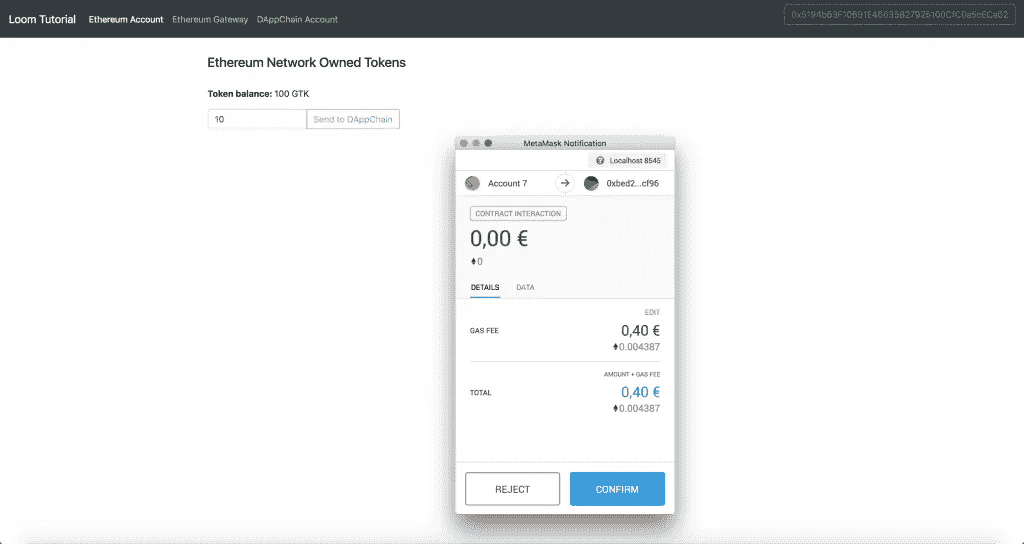 Loom Tutorial Ethereum Account Ethereum Gateway DAppChain Account
Ethereum Network Owned Tokens
Token balance: 100 GTK
10 Send to DAppChain
MetaMask Notification
Localhost 8545
Account 7 0xbed2...cf96
CONTRACT INTERACTION
0,00 €
0
DETAILS DATA
EDIT
GAS FEE 0,40 €
0.004387
AMOUNT + GAS FEE
TOTAL 0,40 €
0.004387
REJECT CONFIRM